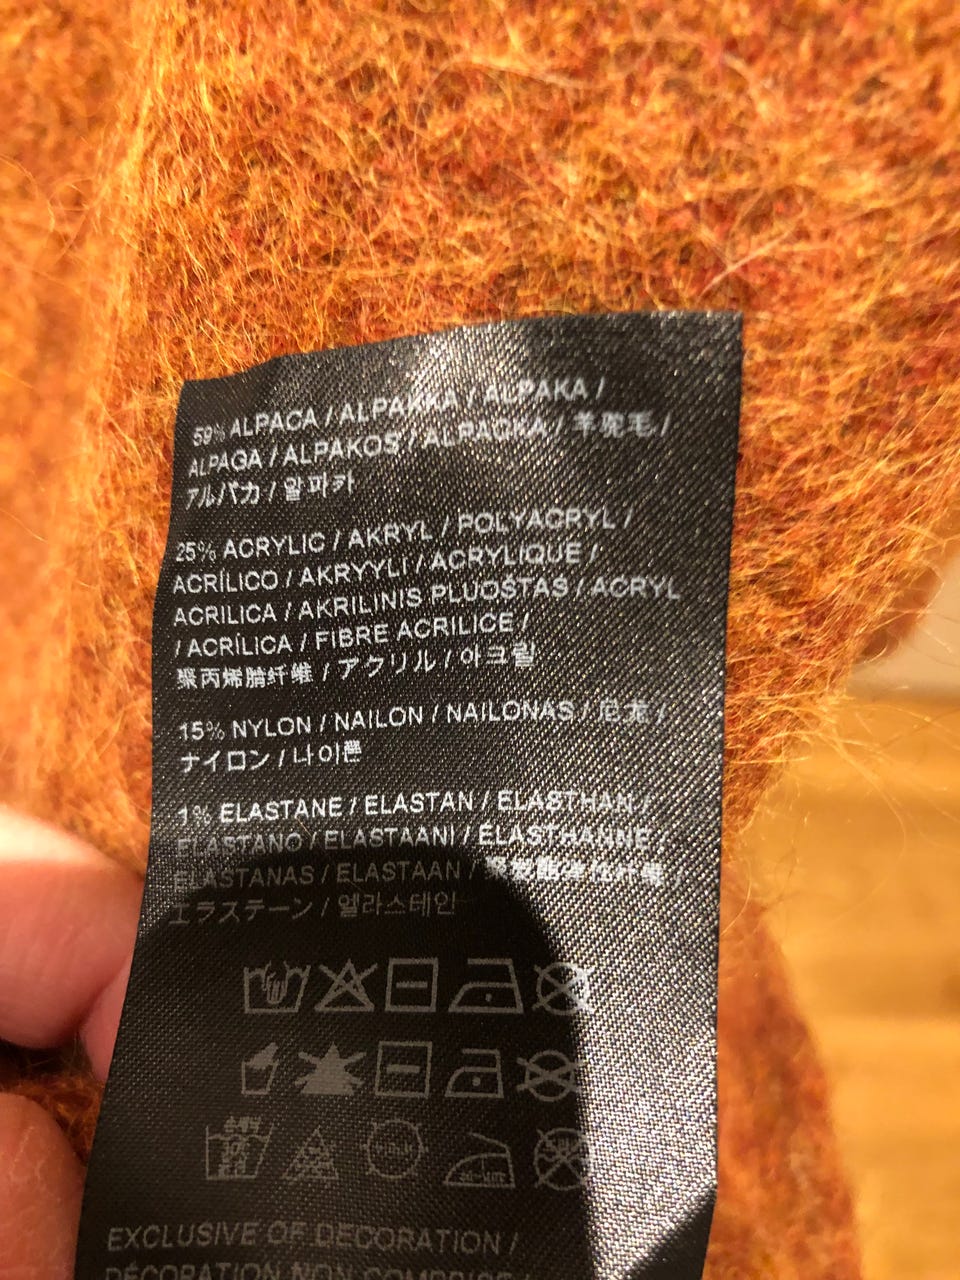 59% ALPACA / ALPAKKA / ALPAKA /
ALPAGA / ALPAKOS / ALPACKA / 羊驼毛 /
アルパカ / 알파카
25% ACRYLIC / AKRYL / POLYACRYL /
ACRÍLICO / AKRYYLI / ACRYLIQUE /
ACRILICA / AKRILINIS PLUOŠTAS / ACRYL
/ ACRÍLICA / FIBRE ACRILICE /
聚丙烯腈纤维 / アクリル / 아크릴
15% NYLON / NAILON / NAILONAS / 尼龙 /
ナイロン / 나이론
1% ELASTANE / ELASTAN / ELASTHAN /
ELASTANO / ELASTAANI / ÉLASTHANNE /
ELASTANAS / ELASTAAN /
エラステーン / 엘라스테인
EXCLUSIVE OF DECORATION /
DÉCORATION NON COMPRISE /